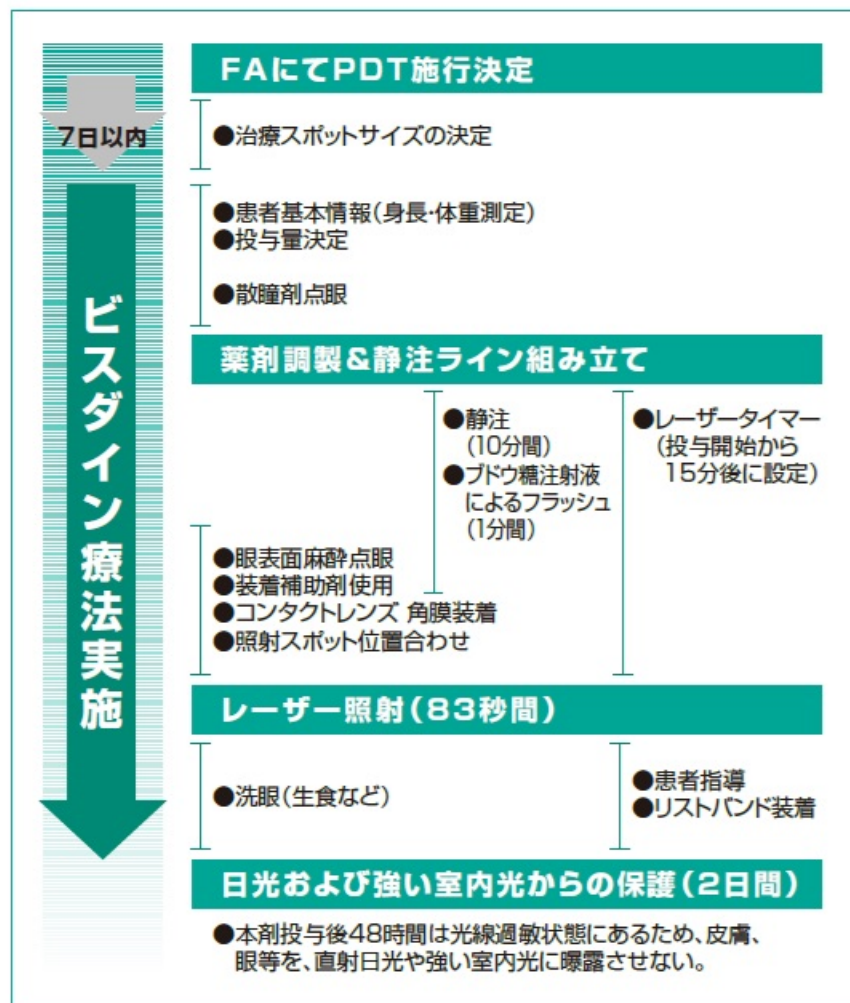 FAにてPDT施行決定
7日以内
●治療スポットサイズの決定
●患者基本情報(身長・体重測定)
●投与量決定
●散瞳剤点眼
ビスダイン療法実施
薬剤調製&静注ライン組み立て
●静注
(10分間)
●ブドウ糖注射液
によるフラッシュ
(1分間)
●レーザータイマー
(投与開始から
15分後に設定)
●眼表面麻酔点眼
●装着補助剤使用
●コンタクトレンズ 角膜装着
●照射スポット位置合わせ
レーザー照射(83秒間)
●洗眼(生食など)
●患者指導
●リストバンド装着
日光および強い室内光からの保護(2日間)
●本剤投与後48時間は光線過敏状態にあるため、皮膚、
眼等を、直射日光や強い室内光に曝露させない。